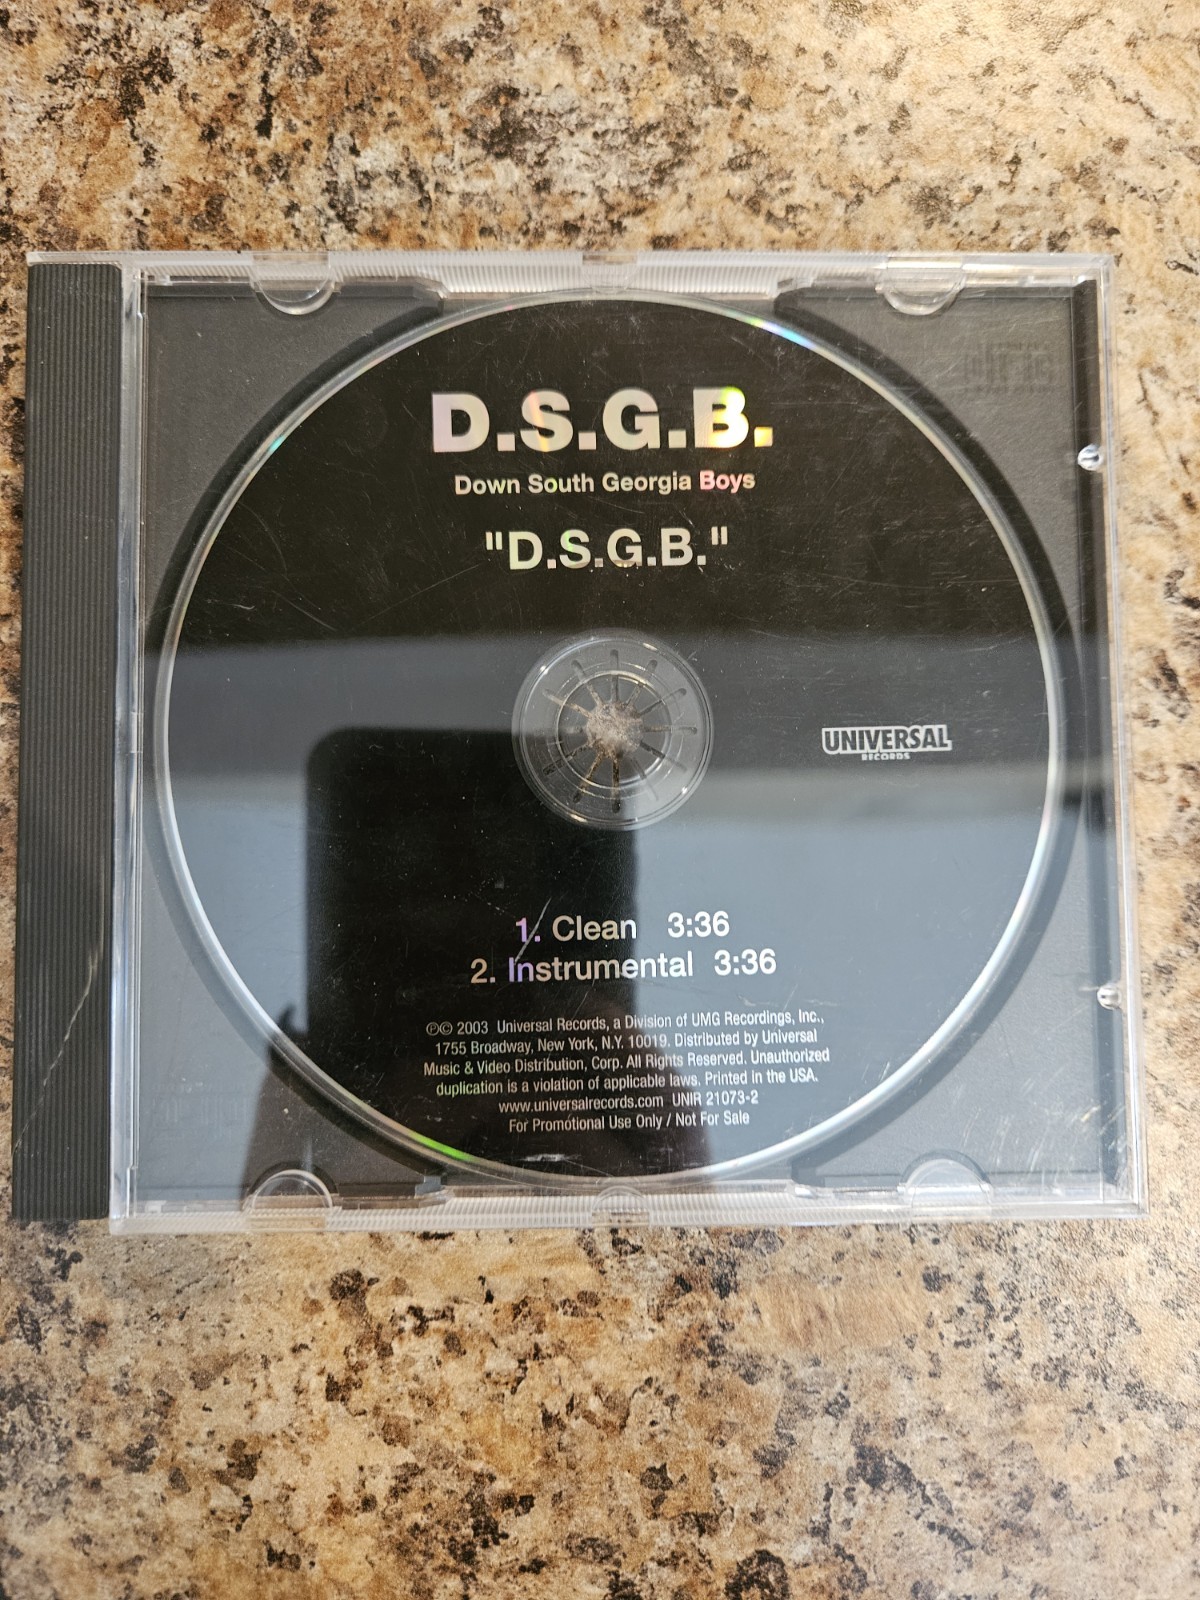 D.S.G.B.
Down South Georgia Boys
"D.S.G.B."
UNIVERSAL
RECORDS
1. Clean 3:36
2. Instrumental 3:36
℗© 2003 Universal Records, a Division of UMG Recordings, Inc.,
1755 Broadway, New York, N.Y. 10019. Distributed by Universal
Music & Video Distribution, Corp. All Rights Reserved. Unauthorized
duplication is a violation of applicable laws. Printed in the USA.
www.universalrecords.com UNIR 21073-2
For Promotional Use Only / Not For Sale